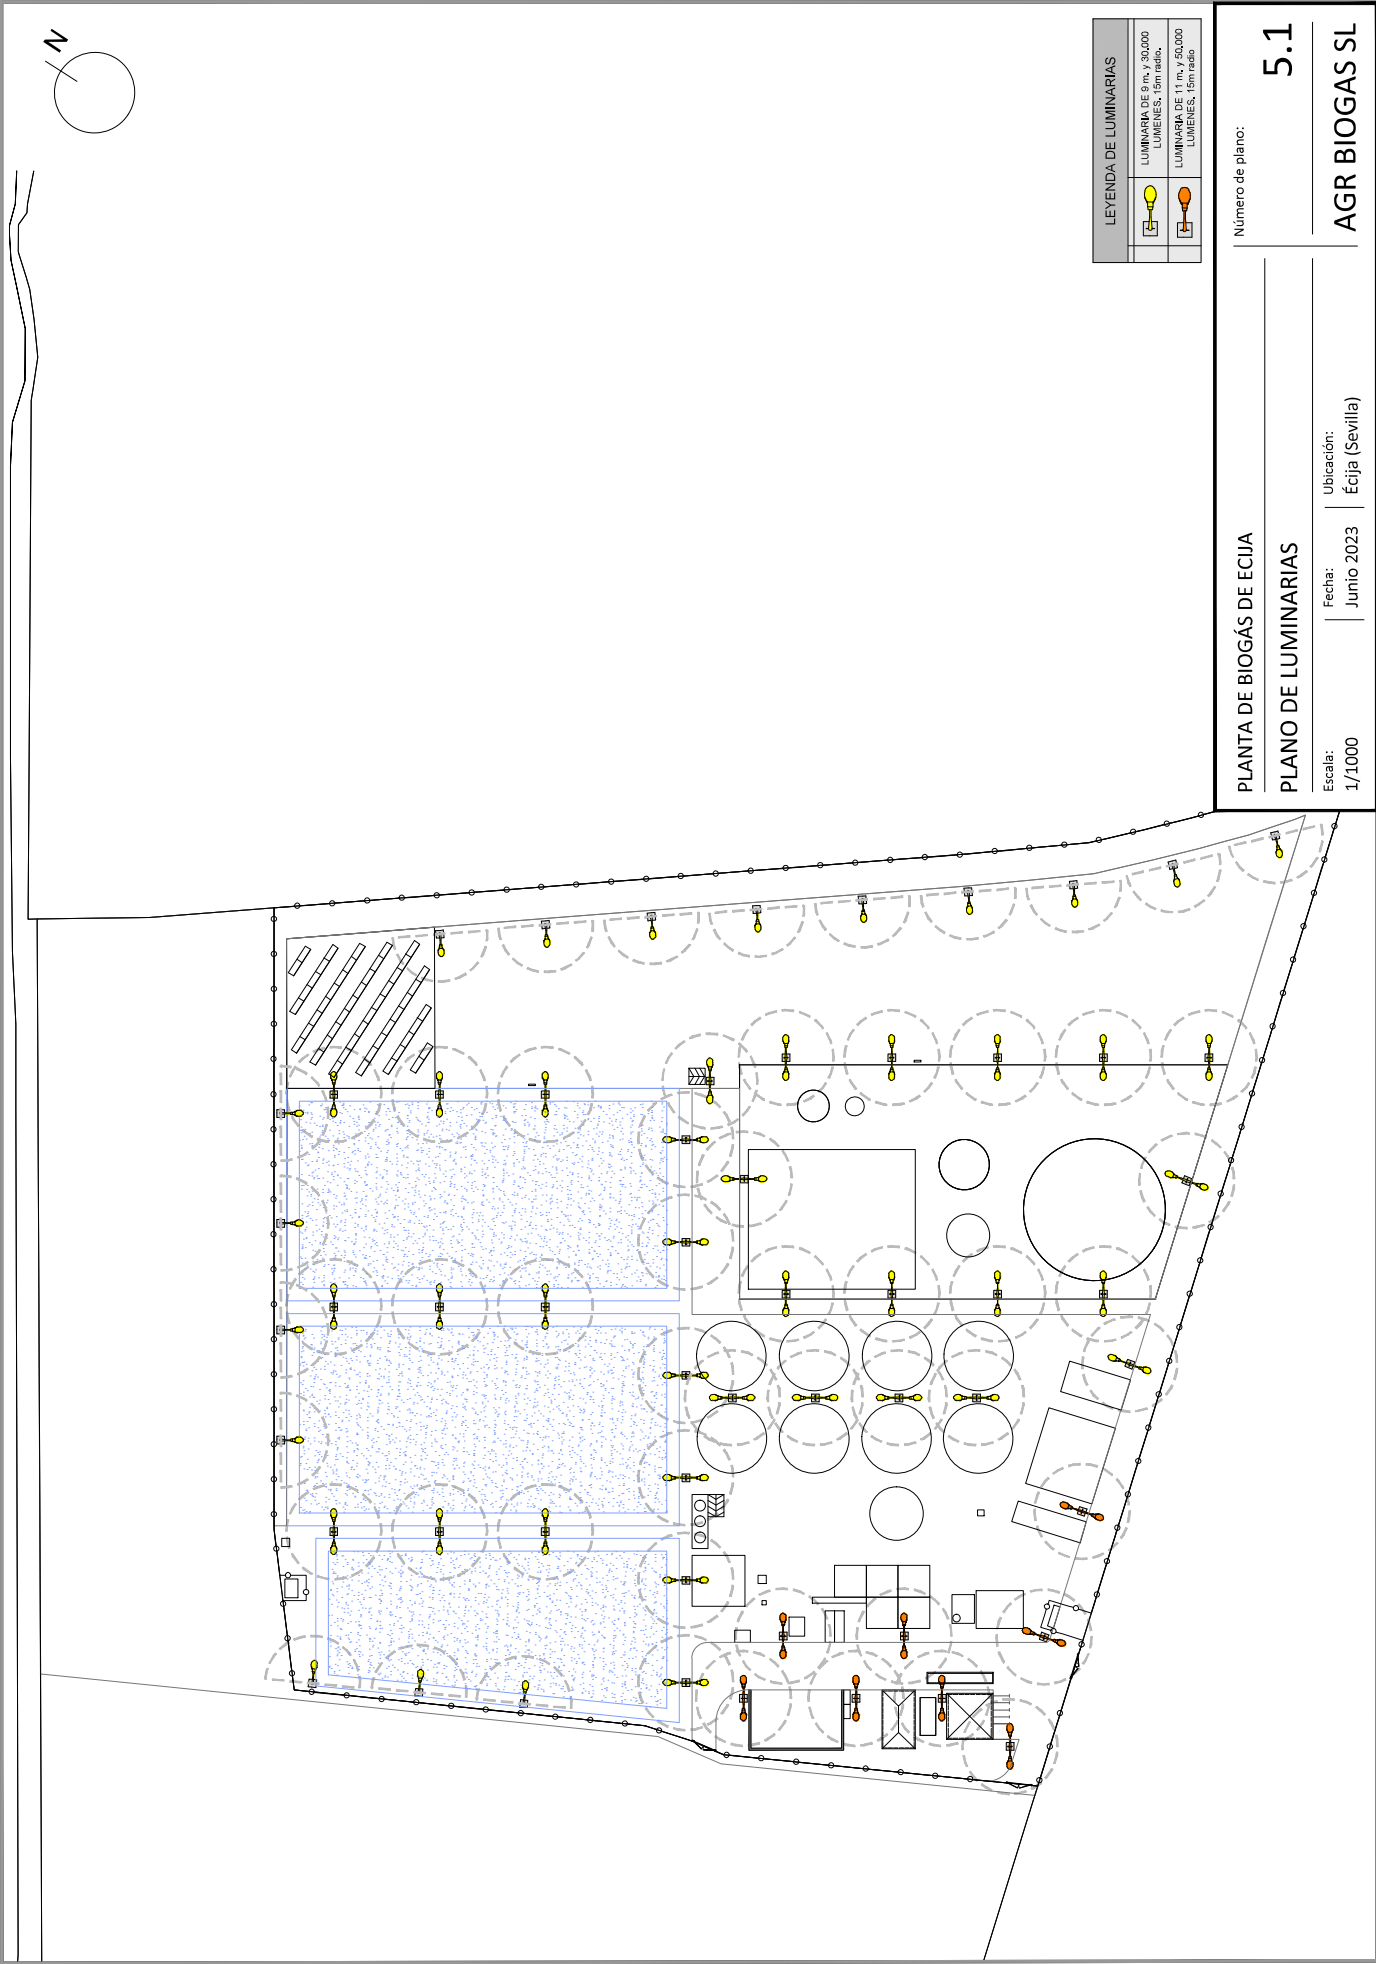 N
LEYENDA DE LUMINARIAS
LUMINARIA DE 9 m. y 30.000
LUMENES. 15m radio.
LUMINARIA DE 11 m. y 50.000
LUMENES. 15m radio
PLANTA DE BIOGÁS DE ECIJA
PLANO DE LUMINARIAS
Escala:
1/1000
Fecha:
Junio 2023
Ubicación:
Écija (Sevilla)
Número de plano:
5.1
AGR BIOGAS SL